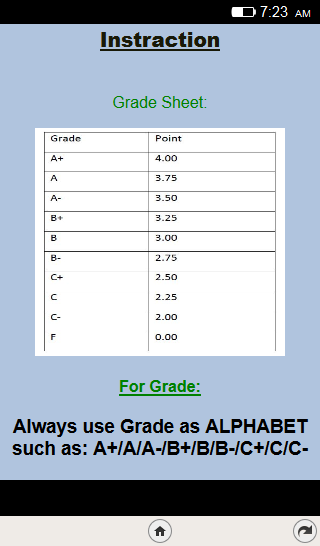 7:23 AM
Instraction
Grade Sheet:
Grade Point
A+ 4.00
A 3.75
A- 3.50
B+ 3.25
B 3.00
B- 2.75
C+ 2.50
C 2.25
C- 2.00
F 0.00
For Grade:
Always use Grade as ALPHABET
such as: A+/A/A-/B+/B/B-/C+/C/C-